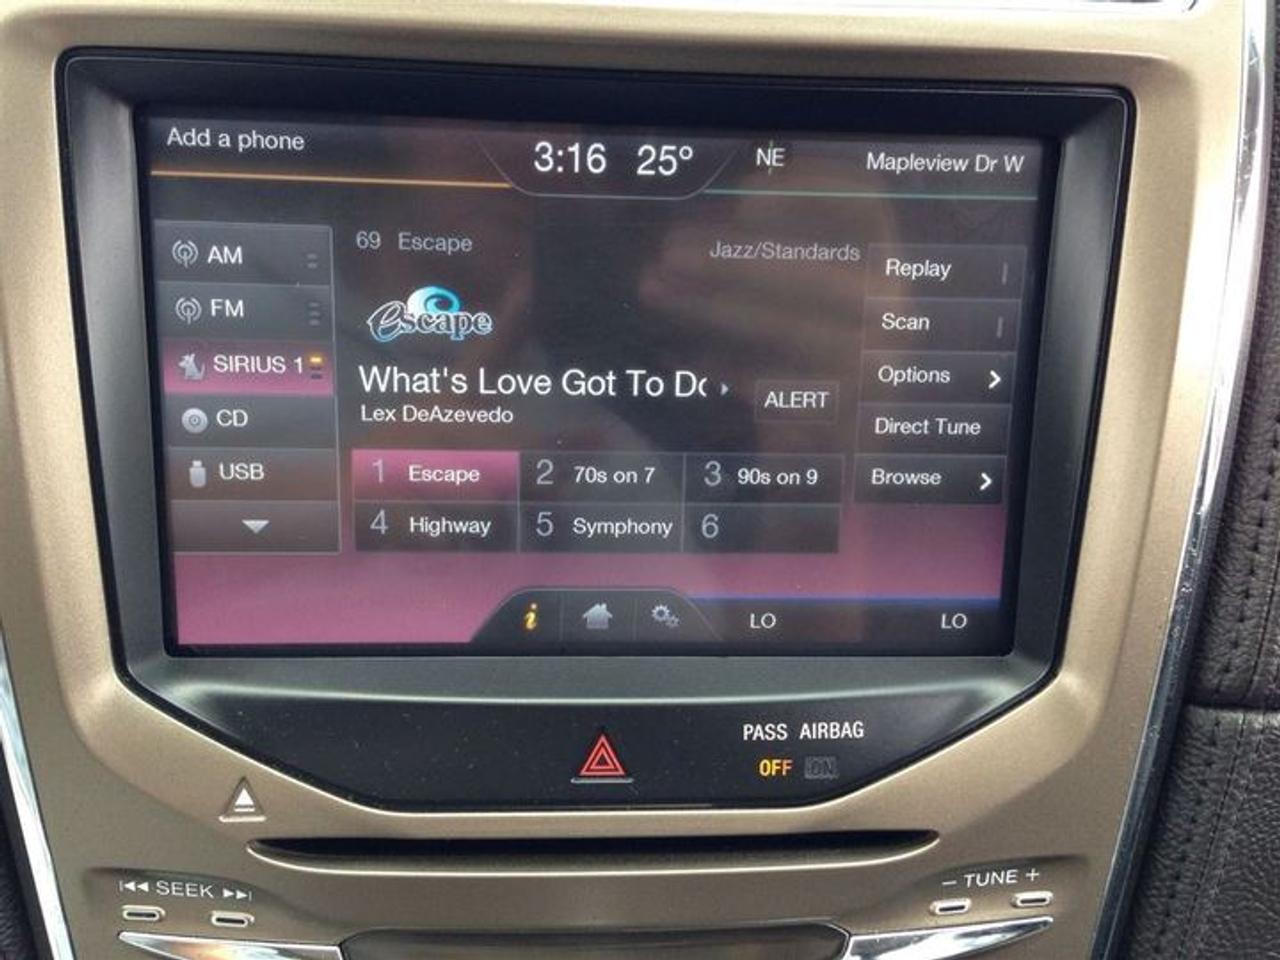 Add a phone
3:16 25° NE Mapleview Dr W
69 Escape
Jazz/Standards
AM
FM
SIRIUS 1
CD
USB
escape
What's Love Got To Do
Lex DeAzevedo
ALERT
Replay
Scan
Options
Direct Tune
Browse
1 Escape 2 70s on 7 3 90s on 9
4 Highway 5 Symphony 6
i
LO LO
PASS AIRBAG
OFF ON
SEEK
- TUNE +